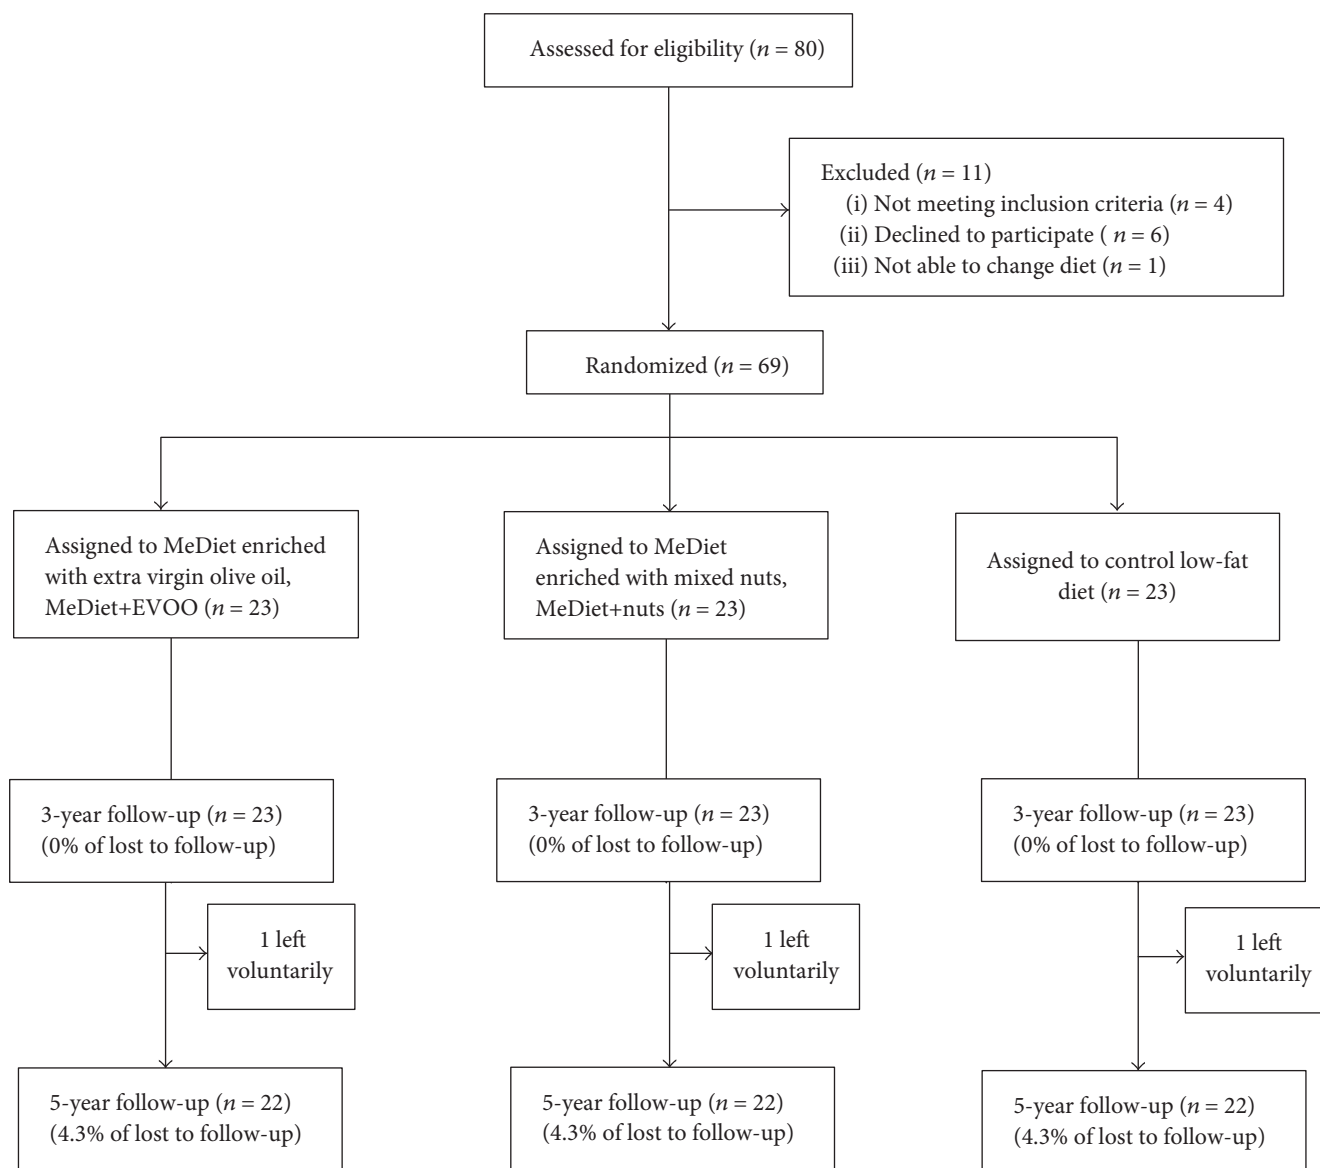 Assessed for eligibility (n = 80)
Excluded (n = 11)
(i) Not meeting inclusion criteria (n = 4)
(ii) Declined to participate ( n = 6)
(iii) Not able to change diet (n = 1)
Randomized (n = 69)
Assigned to MeDiet enriched
with extra virgin olive oil,
MeDiet+EVOO (n = 23)
Assigned to MeDiet
enriched with mixed nuts,
MeDiet+nuts (n = 23)
Assigned to control low-fat
diet (n = 23)
3-year follow-up (n = 23)
(0% of lost to follow-up)
3-year follow-up (n = 23)
(0% of lost to follow-up)
3-year follow-up (n = 23)
(0% of lost to follow-up)
1 left
voluntarily
1 left
voluntarily
1 left
voluntarily
5-year follow-up (n = 22)
(4.3% of lost to follow-up)
5-year follow-up (n = 22)
(4.3% of lost to follow-up)
5-year follow-up (n = 22)
(4.3% of lost to follow-up)